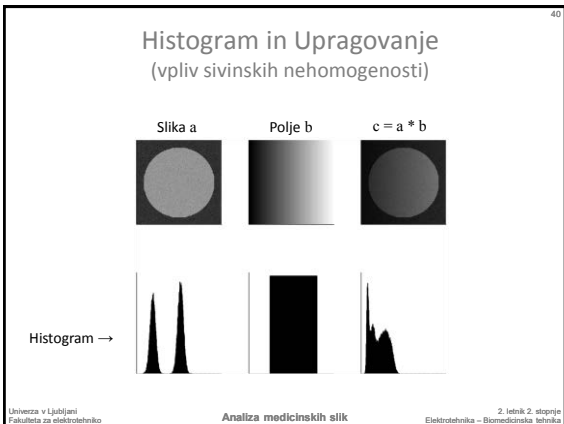 40
Histogram in Upragovanje
(vpliv sivinskih nehomogenosti)
Slika a
Polje b
c = a * b
Histogram →
Univerza v Ljubljani
Fakulteta za elektrotehniko
Analiza medicinskih slik
2. letnik 2. stopnje
Elektrotehnika – Biomedicinska tehnika